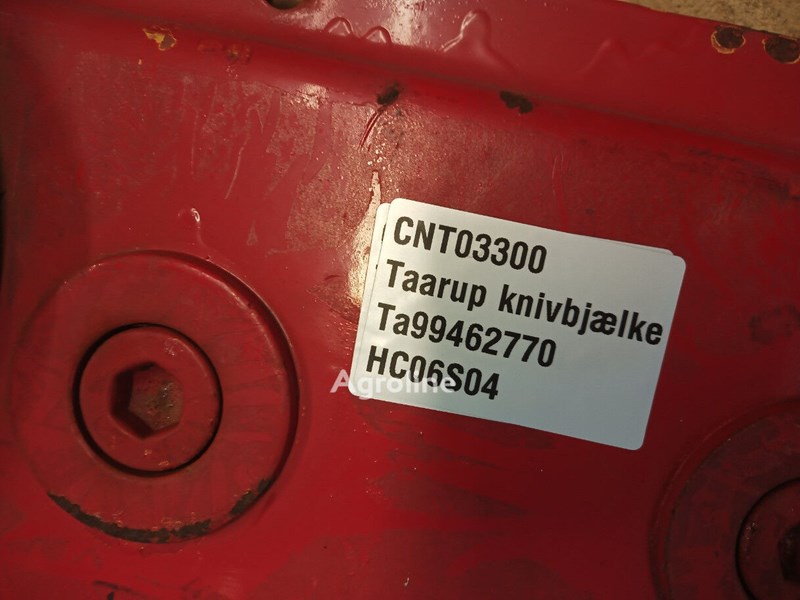 CNT03300
Taarup knivbjælke
Ta99462770
HC06S04
Agroline